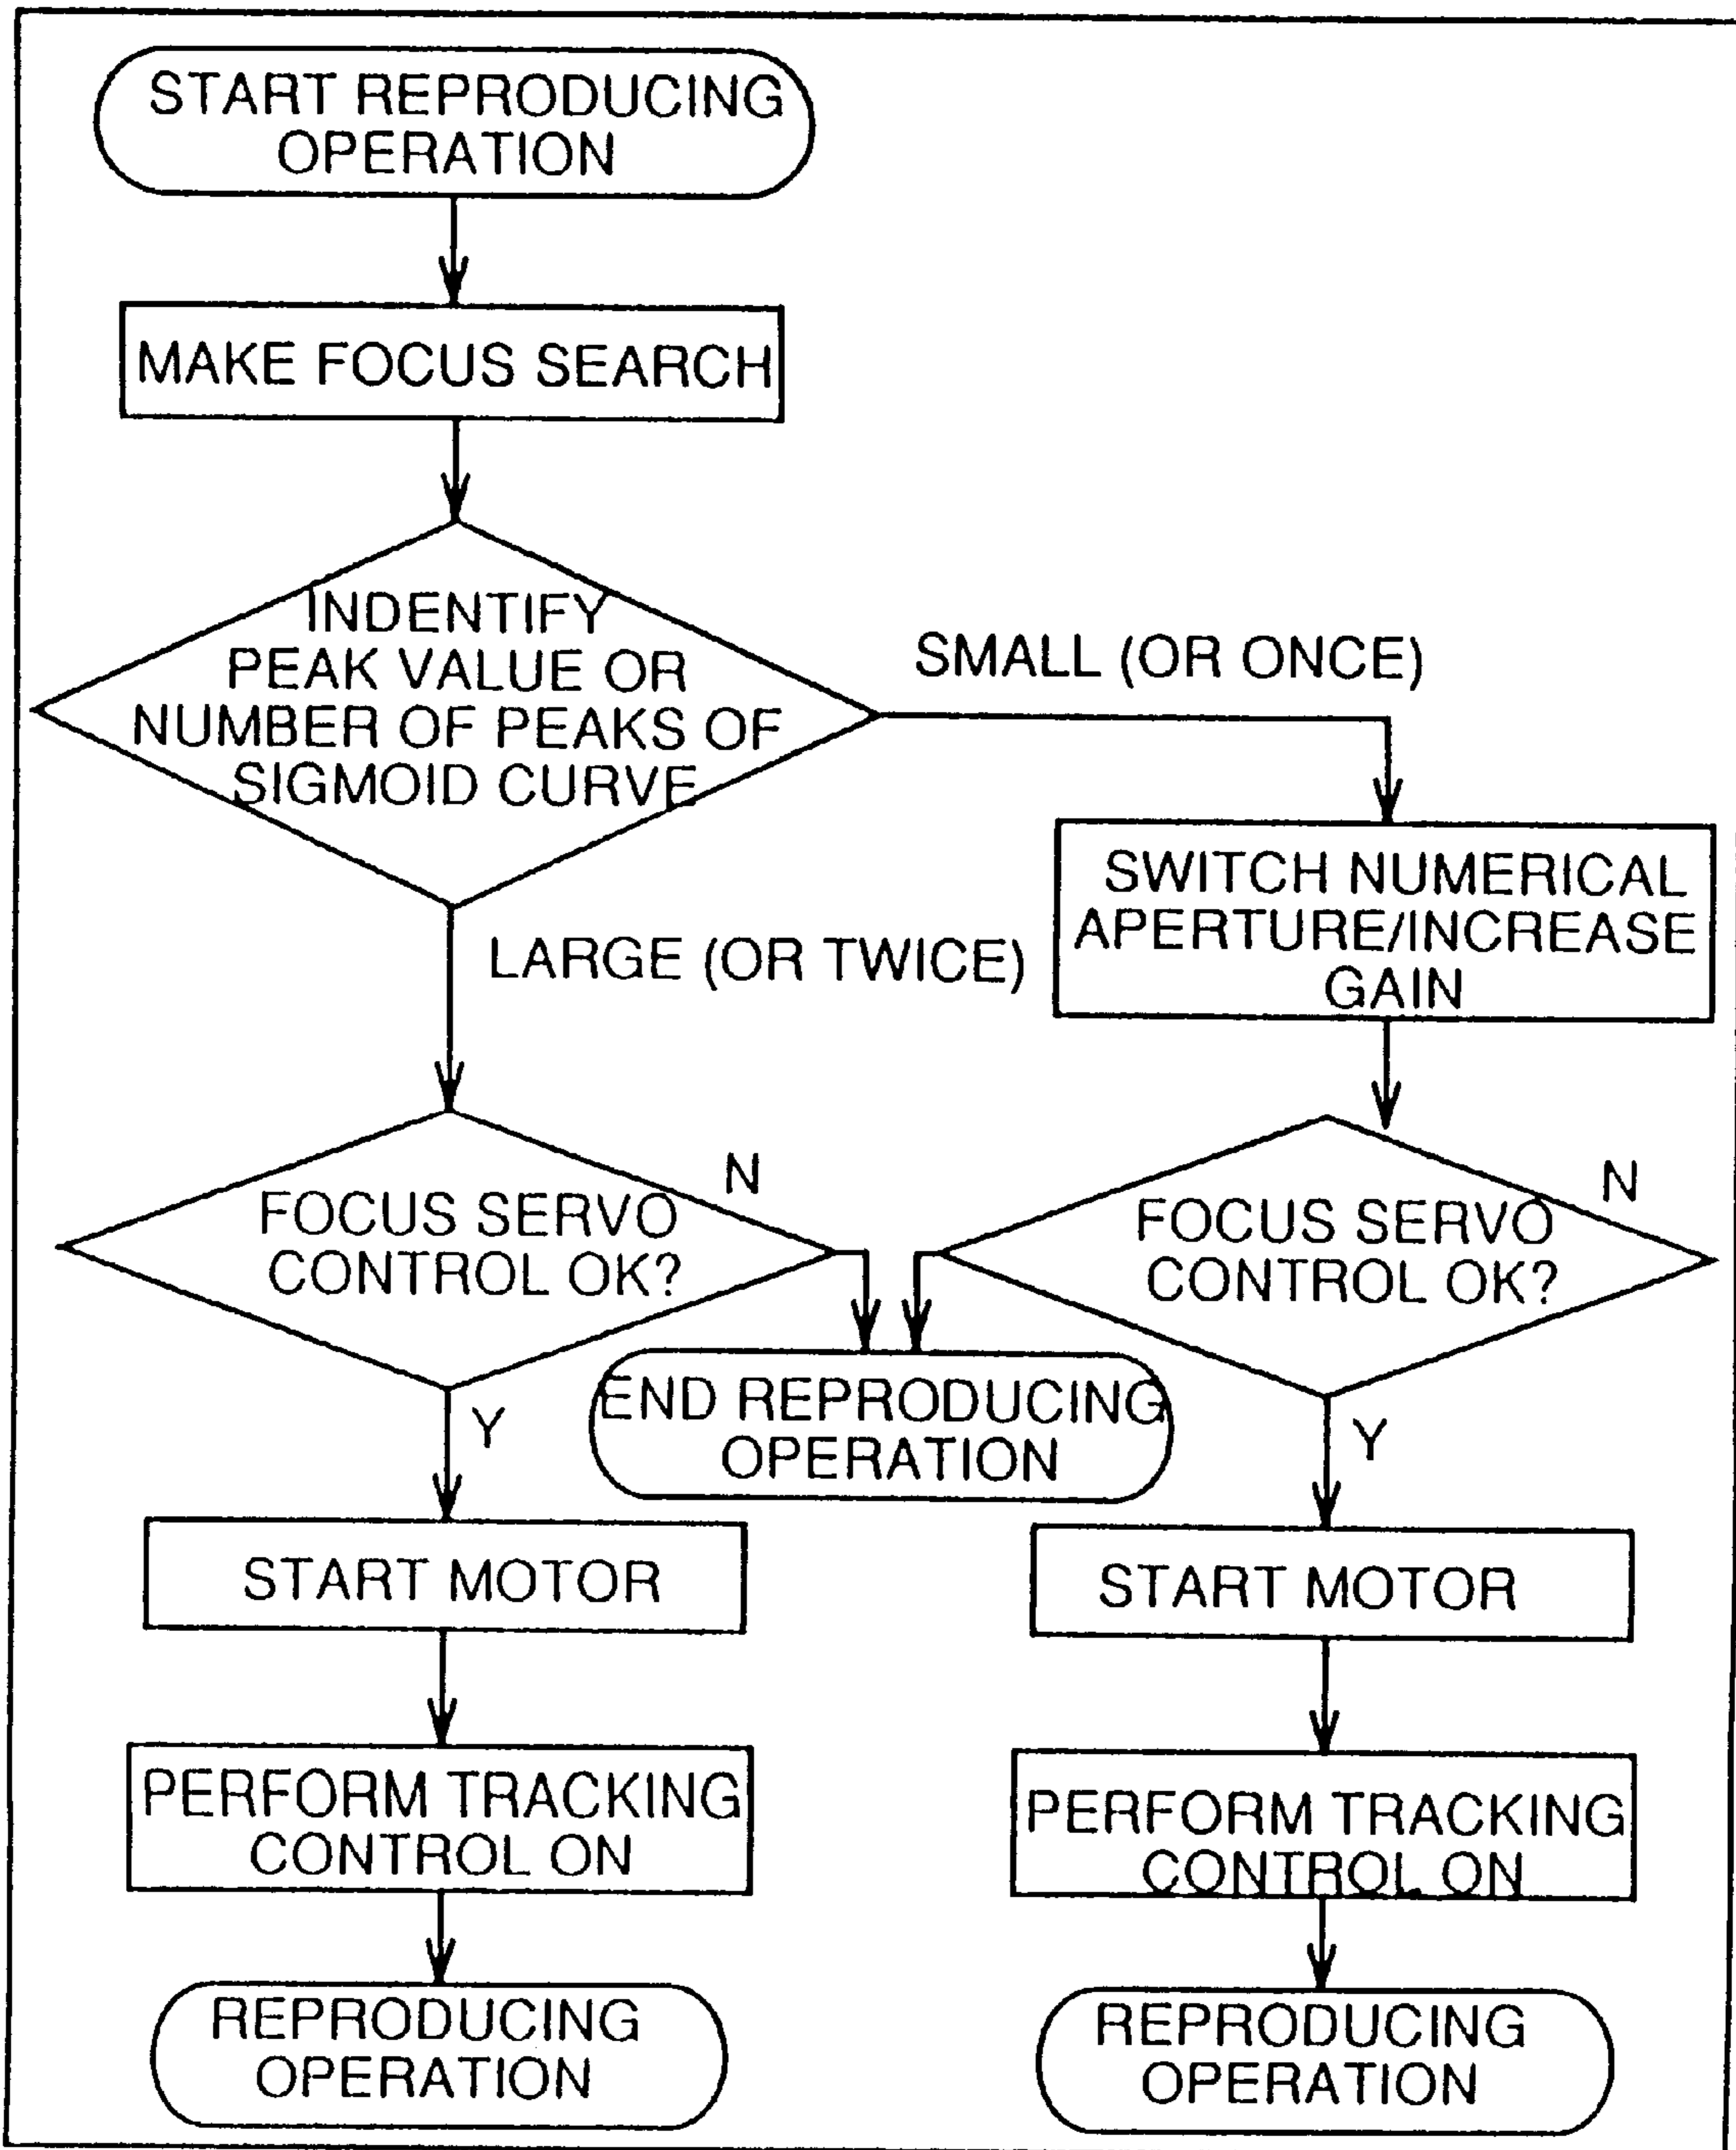 START REPRODUCING
OPERATION
MAKE FOCUS SEARCH
INDENTIFY
PEAK VALUE OR
NUMBER OF PEAKS OF
SIGMOID CURVE
SMALL (OR ONCE)
SWITCH NUMERICAL
APERTURE/INCREASE
GAIN
LARGE (OR TWICE)
FOCUS SERVO
CONTROL OK?
N
FOCUS SERVO
CONTROL OK?
N
END REPRODUCING
OPERATION
Y
Y
START MOTOR
START MOTOR
PERFORM TRACKING
CONTROL ON
PERFORM TRACKING
CONTROL ON
REPRODUCING
OPERATION
REPRODUCING
OPERATION